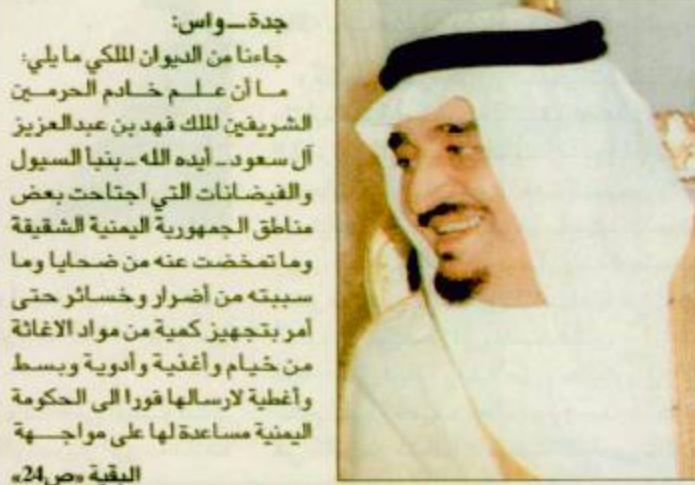 جدة ــ واس:
جاءنا من الديوان الملكي ما يلي:
ما أن علم خادم الحرمين
الشريفين الملك فهد بن عبدالعزيز
آل سعود ــ أيده الله ــ بنبأ السيول
والفيضانات التي اجتاحت بعض
مناطق الجمهورية اليمنية الشقيقة
وما تمخضت عنه من ضحايا وما
سببته من أضرار وخسائر حتى
أمر بتجهيز كمية من مواد الاغاثة
من خيام وأغذية وأدوية وبسط
وأغطية لارسالها فورا الى الحكومة
اليمنية مساعدة لها على مواجهة
البقية «ص24»